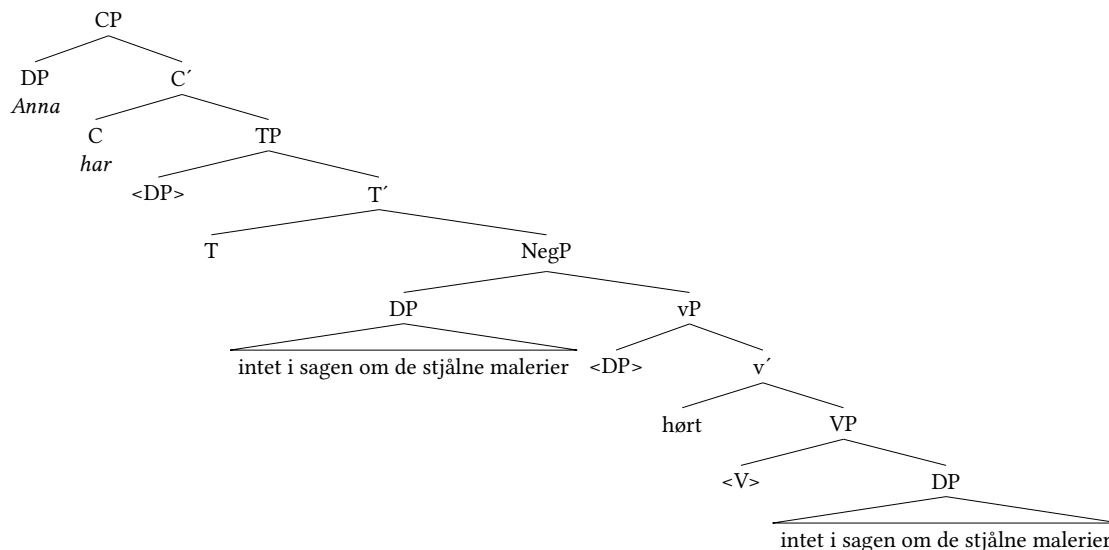 CP
DP C´
Anna
C TP
har
<DP> T´
T NegP
DP vP
intet i sagen om de stjålne malerier <DP> v´
hørt VP
<V> DP
intet i sagen om de stjålne malerier